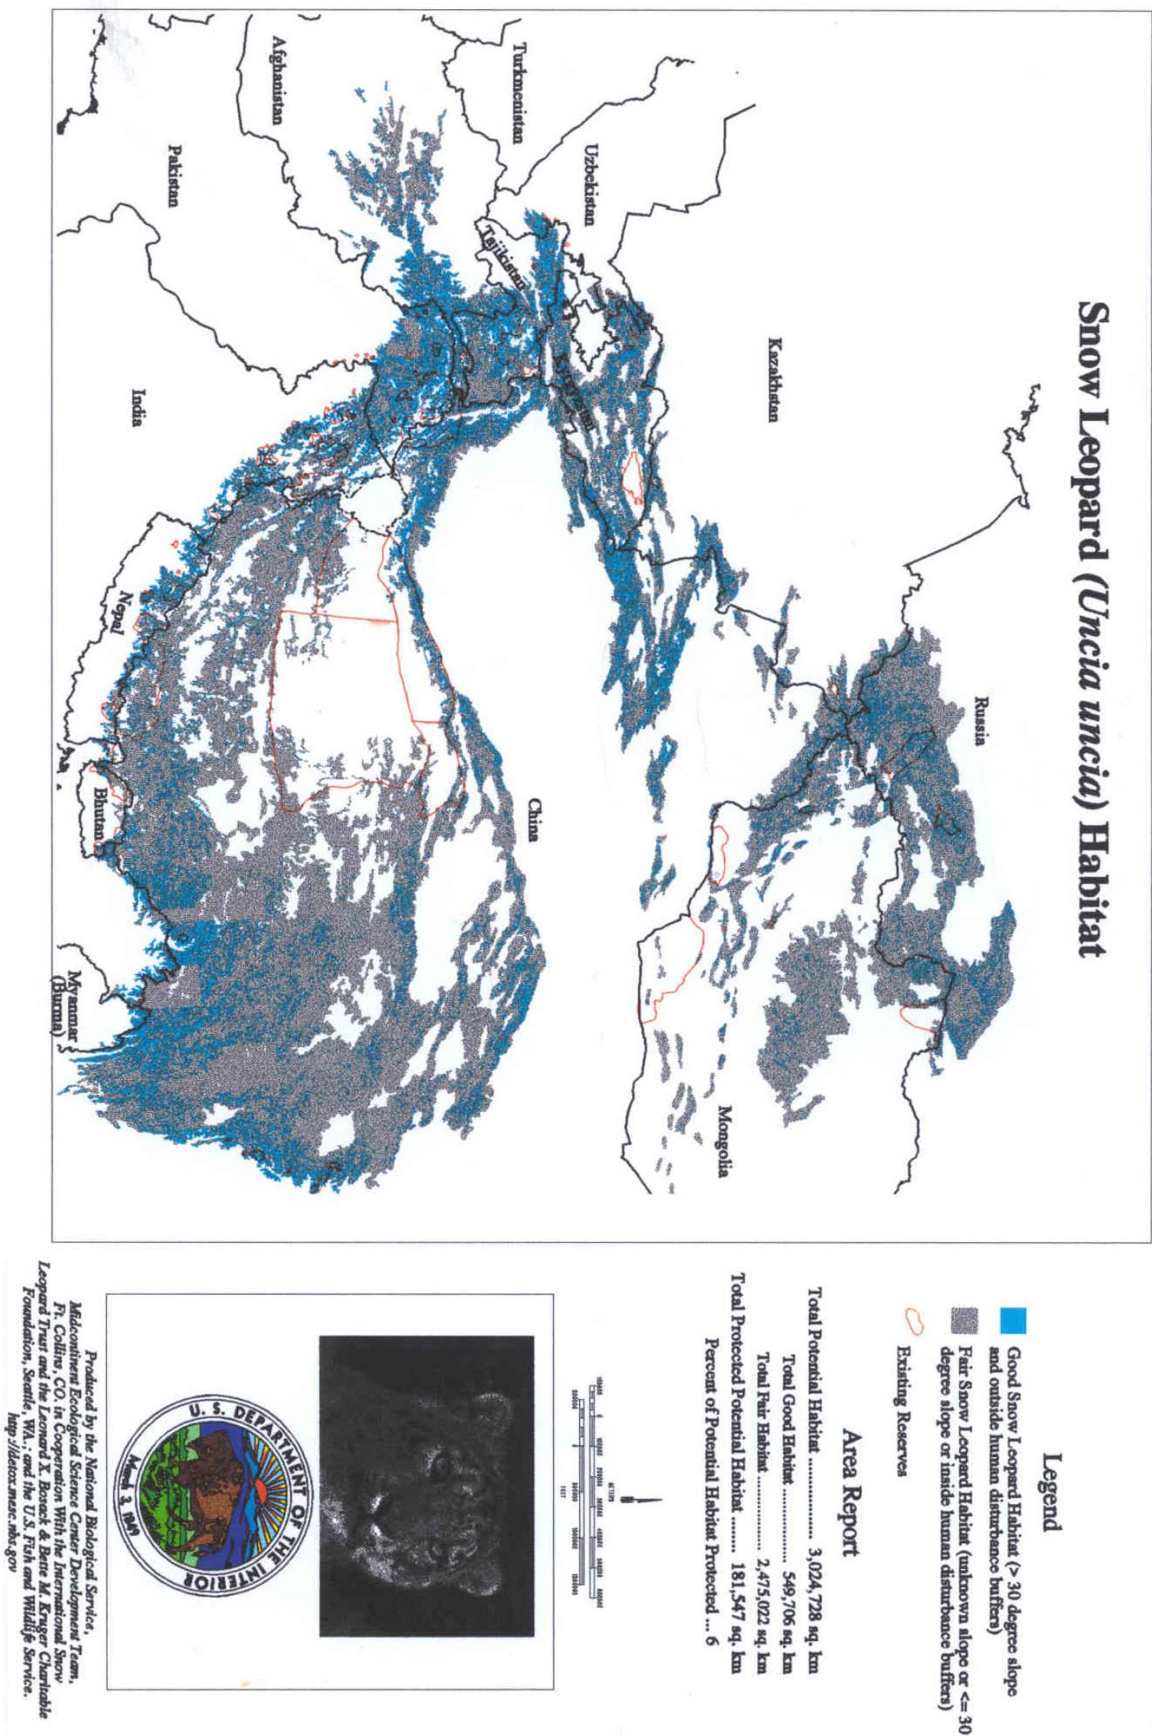 Snow Leopard (Uncia uncia) Habitat
Turkmenistan
Afghanistan
Uzbekistan
Pakistan
Tajikistan
Kazakhstan
Kyrgyzstan
India
Nepal
Russia
China
Bhutan
Myanmar
(Burma)
Mongolia
Legend
Good Snow Leopard Habitat (> 30 degree slope
and outside human disturbance buffers)
Fair Snow Leopard Habitat (unknown slope or <= 30
degree slope or inside human disturbance buffers)
Existing Reserves
Area Report
Total Potential Habitat .................. 3,024,728 sq. km
Total Good Habitat ................... 549,706 sq. km
Total Fair Habitat ..................... 2,475,022 sq. km
Total Protected Potential Habitat ........ 181,547 sq. km
Percent of Potential Habitat Protected ... 6
METERS
FEET
U. S. DEPARTMENT OF THE INTERIOR
March 3, 1849
Produced by the National Biological Service,
Midcontinent Ecological Science Center Development Team,
Ft. Collins, CO. in Cooperation With the International Snow
Leopard Trust and the Leonard X. Bosack & Bette M. Kruger Charitable
Foundation, Seattle, WA.; and the U.S. Fish and Wildlife Service.